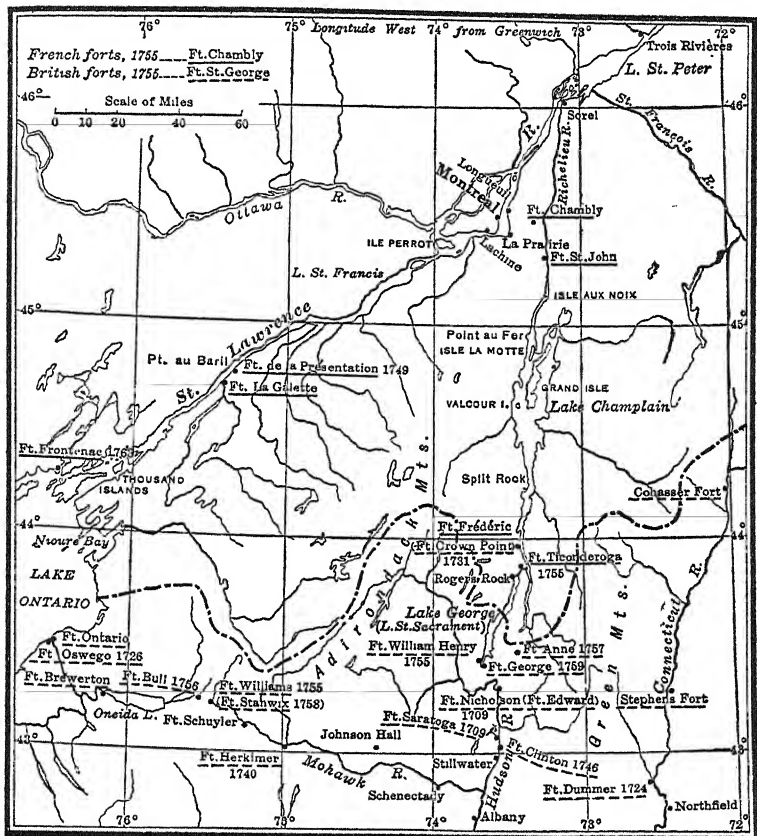 76°
75°
Longitude West from Greenwich
74°
73°
French forts, 1755 Ft.Chambly
British forts, 1755 Ft.St.George
Scale of Miles
0 10 20 40 60
46°
46°
Trois Rivières
L. St. Peter
Sorel
St. François R.
Richelieu R.
R.
Longueuil
Montreal
Ft. Chambly
Ottawa R.
ILE PERROT
Lachine
La Prairie
Ft.St.John
L. St. Francis
ISLE AUX NOIX
45°
45°
Point au Fer
ISLE LA MOTTE
St. Lawrence
Pt. au Baril
Ft. de la Présentation 1749
Ft. La Galette
GRAND ISLE
VALCOUR I.
Lake Champlain
Ft.Frontenac
THOUSAND
ISLANDS
Split Rock
Cohasser Fort
44°
44°
Ft. Frédéric
(Ft.Crown Point)
1731
Ft.Ticonderoga
1755
Nioure Bay
LAKE
ONTARIO
Rogers Rock
Adirondack Mts.
Lake George
(L.St.Sacrament)
Green Mts.
Connecticut R.
Ft.Ontario
Ft. Oswego 1726
Ft.William Henry
1755
Ft.Anne 1757
Ft.George 1759
Ft.Brewerton
Ft.Bull 1756
Ft.Williams 1755
(Ft.Stanwix 1758)
Ft.Nicholson (Ft.Edward)
1709
Stephens Fort
Oneida L.
Ft.Schuyler
Ft.Saratoga 1709
43°
43°
Johnson Hall
Ft.Clinton 1746
Ft.Herkimer
1740
Mohawk R.
Stillwater
Hudson R.
Schenectady
Ft.Dummer 1724
Albany
Northfield
76°
75°
74°
73°
72°